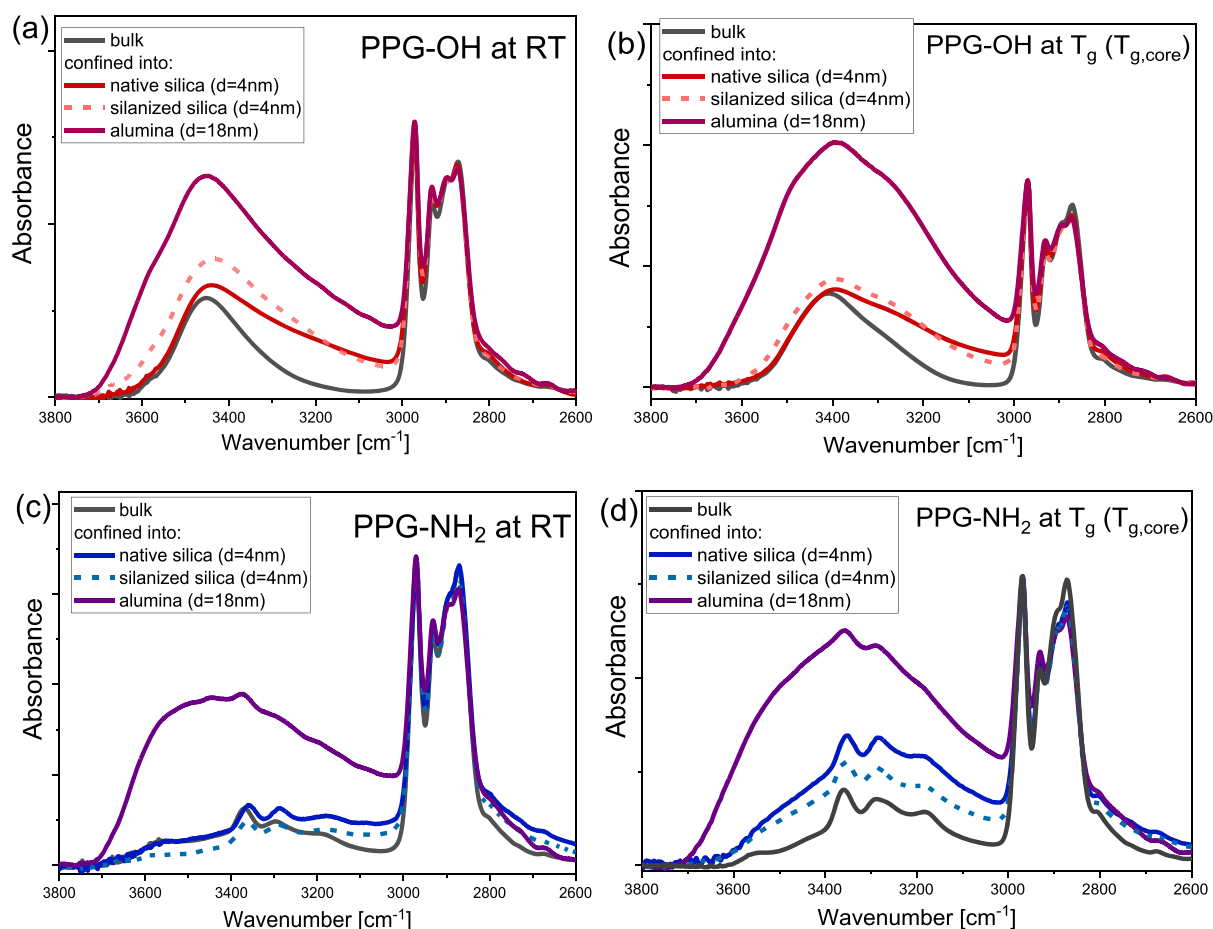 (a)
PPG-OH at RT
bulk
confined into:
native silica (d=4nm)
silanized silica (d=4nm)
alumina (d=18nm)
Absorbance
3800 3600 3400 3200 3000 2800 2600
Wavenumber [cm⁻¹]
(b)
PPG-OH at Tg (Tg,core)
bulk
confined into:
native silica (d=4nm)
silanized silica (d=4nm)
alumina (d=18nm)
Absorbance
3800 3600 3400 3200 3000 2800 2600
Wavenumber [cm⁻¹]
(c)
PPG-NH₂ at RT
bulk
confined into:
native silica (d=4nm)
silanized silica (d=4nm)
alumina (d=18nm)
Absorbance
3800 3600 3400 3200 3000 2800 2600
Wavenumber [cm⁻¹]
(d)
PPG-NH₂ at Tg (Tg,core)
bulk
confined into:
native silica (d=4nm)
silanized silica (d=4nm)
alumina (d=18nm)
Absorbance
3800 3600 3400 3200 3000 2800 2600
Wavenumber [cm⁻¹]